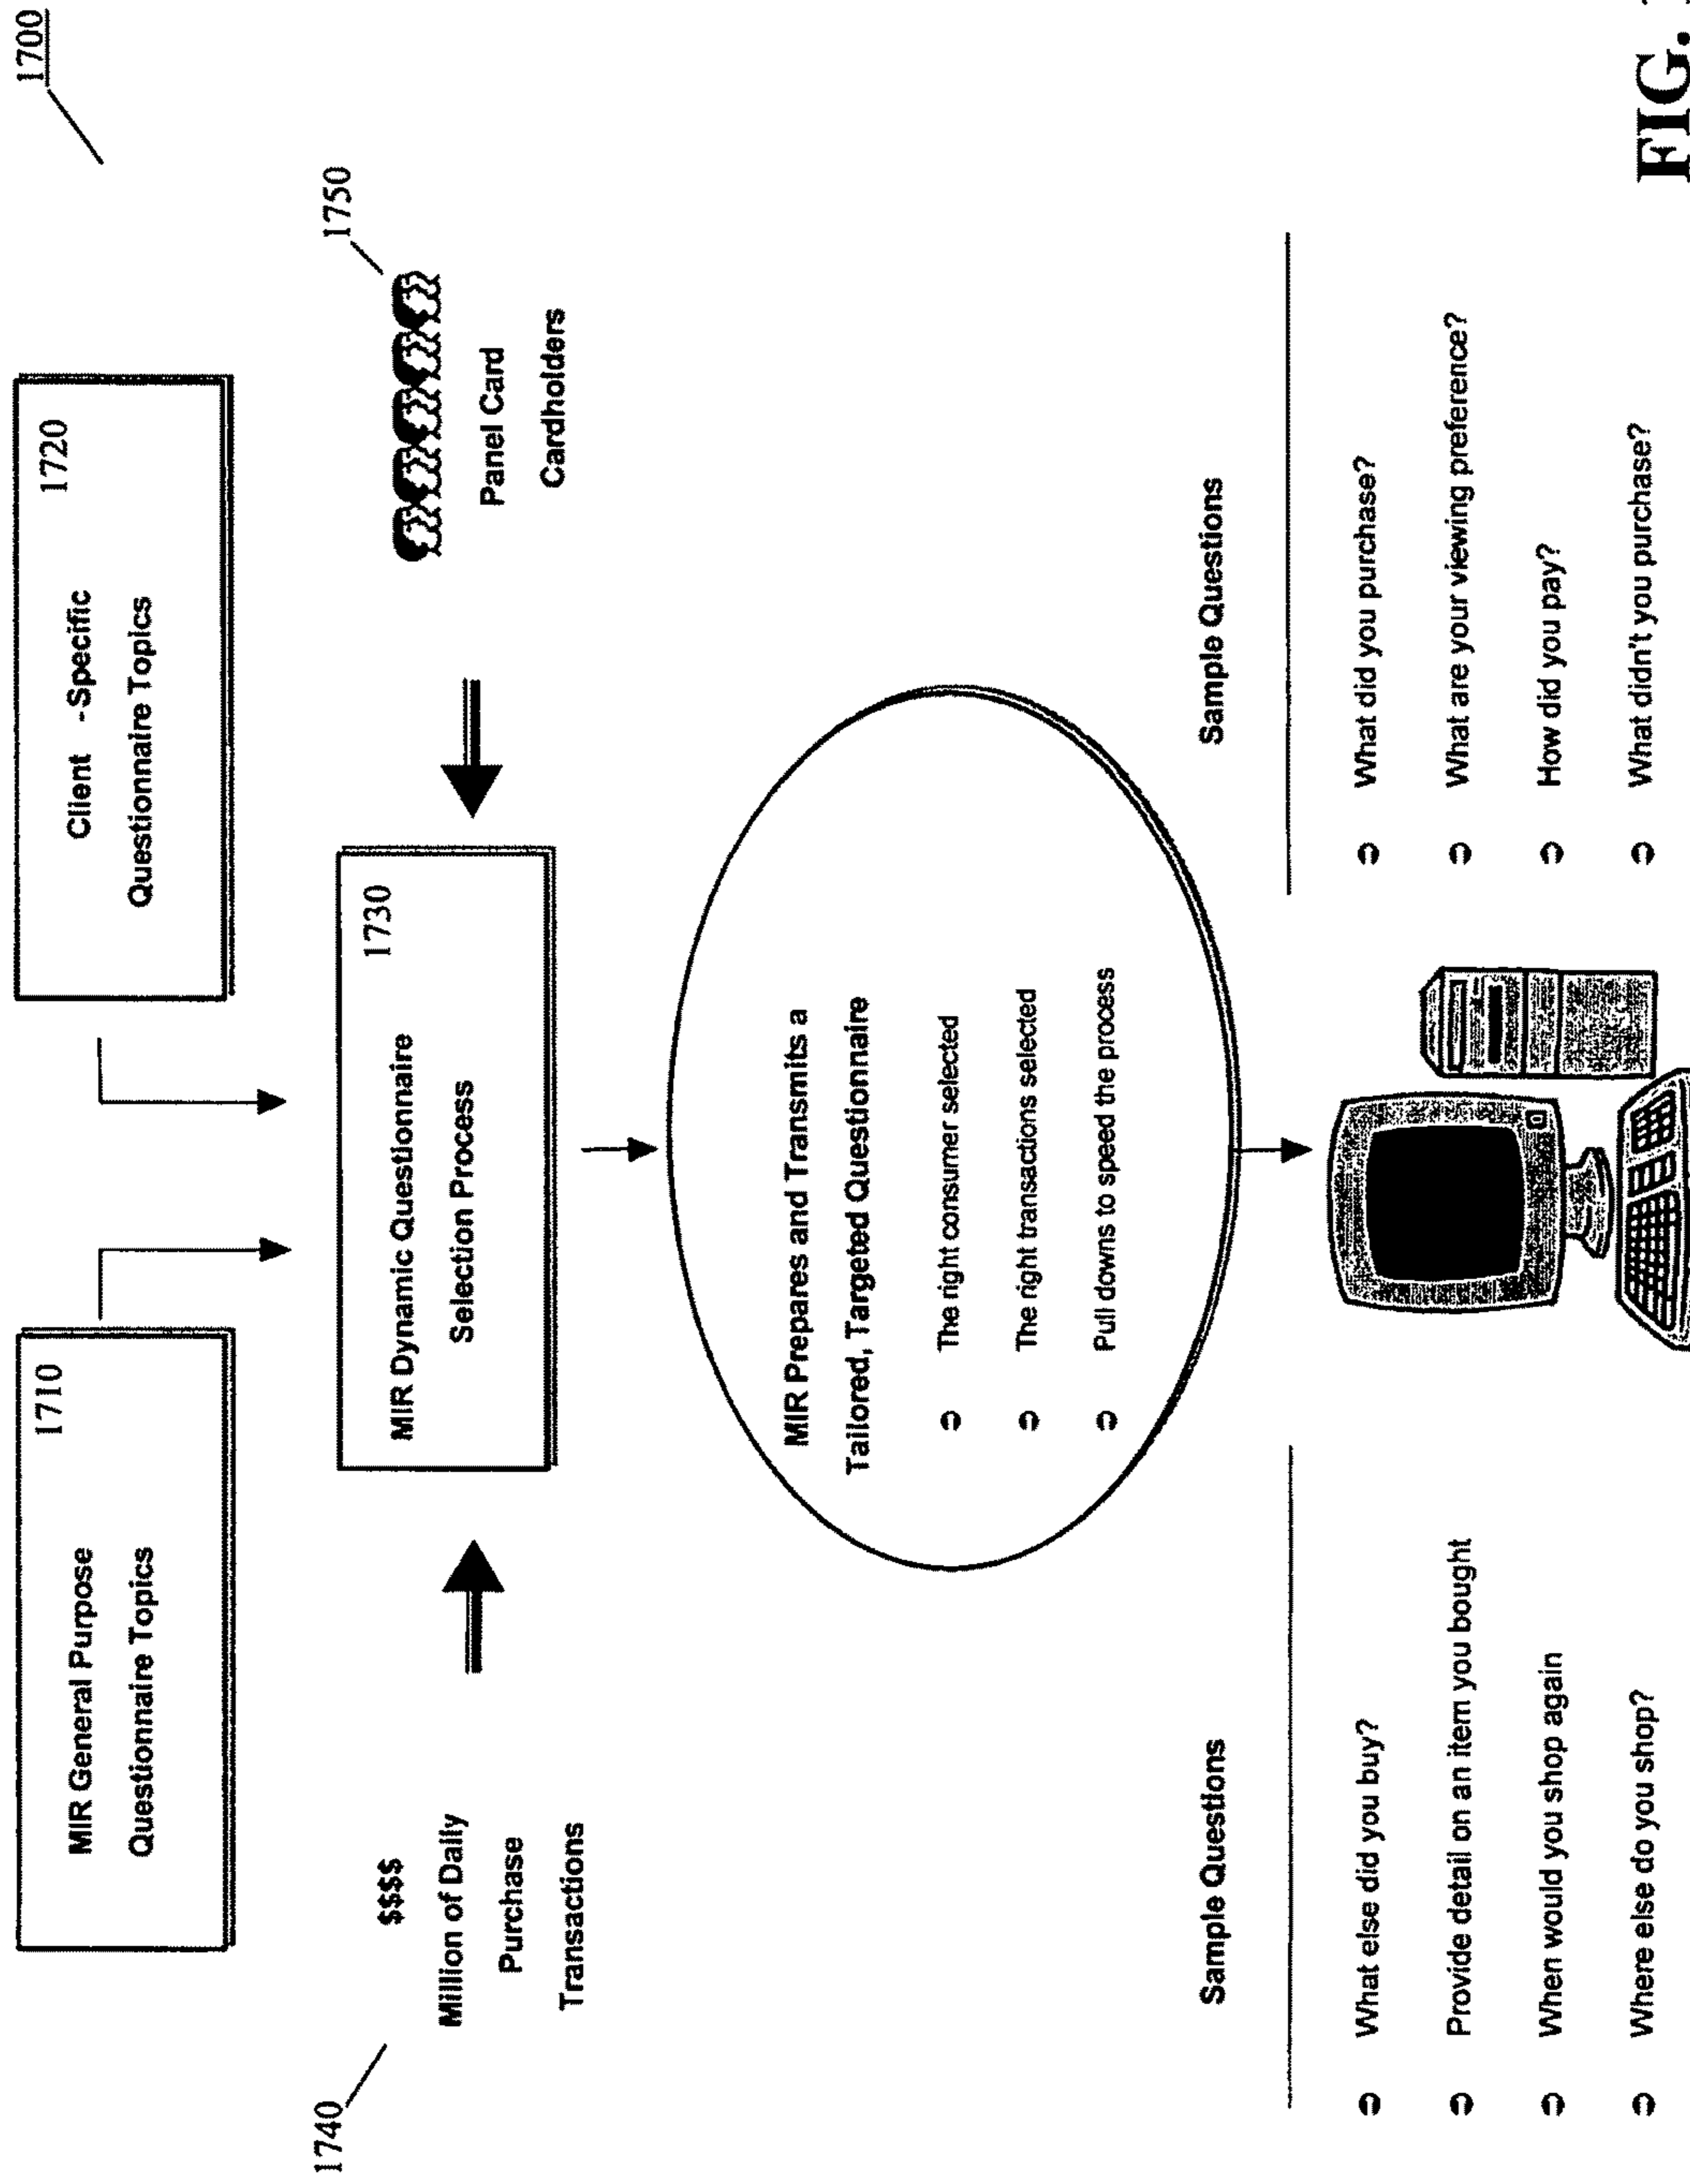 1700
1710
MIR General Purpose
Questionnaire Topics
1720
Client -Specific
Questionnaire Topics
1740
$$$$
Million of Daily
Purchase
Transactions
1730
MIR Dynamic Questionnaire
Selection Process
1750
Panel Card
Cardholders
MIR Prepares and Transmits a
Tailored, Targeted Questionnaire
The right consumer selected
The right transactions selected
Pull downs to speed the process
Sample Questions
What else did you buy?
Provide detail on an item you bought
When would you shop again
Where else do you shop?
Sample Questions
What did you purchase?
What are your viewing preference?
How did you pay?
What didn't you purchase?
FIG.